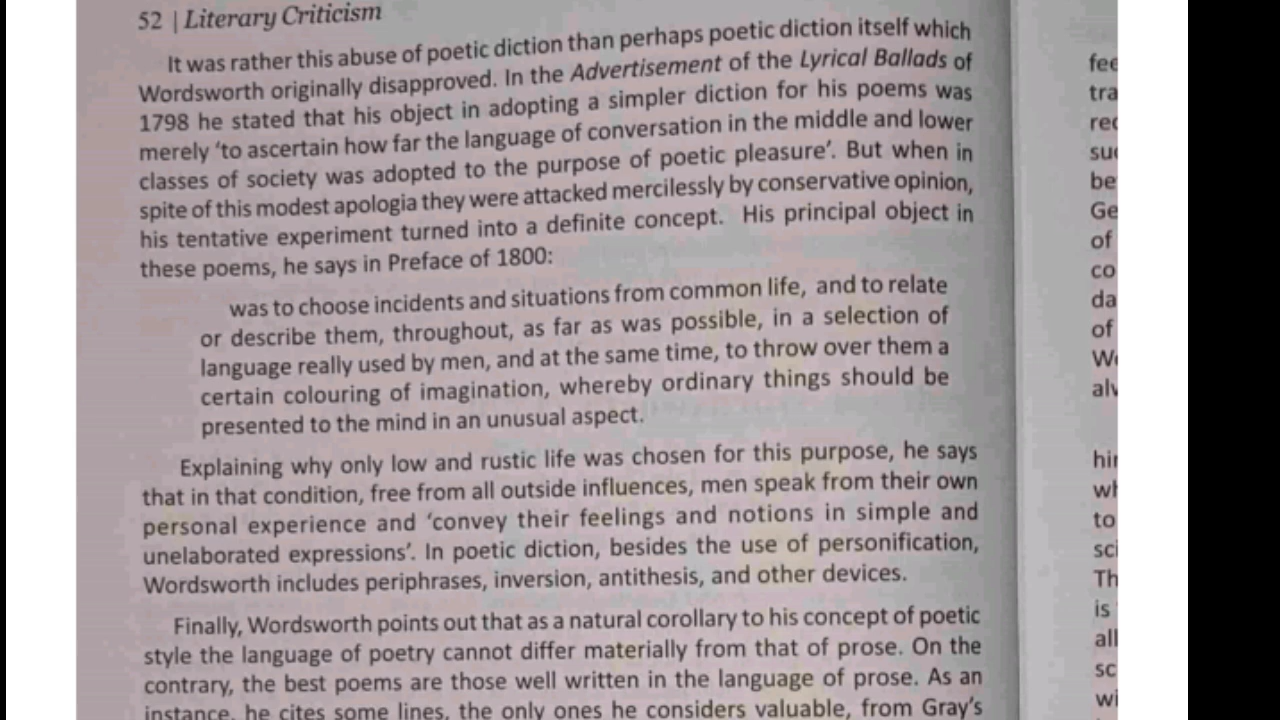 52 | Literary Criticism
It was rather this abuse of poetic diction than perhaps poetic diction itself which
Wordsworth originally disapproved. In the Advertisement of the Lyrical Ballads of
1798 he stated that his object in adopting a simpler diction for his poems was
merely ‘to ascertain how far the language of conversation in the middle and lower
classes of society was adopted to the purpose of poetic pleasure’. But when in
spite of this modest apologia they were attacked mercilessly by conservative opinion,
his tentative experiment turned into a definite concept. His principal object in
these poems, he says in Preface of 1800:
was to choose incidents and situations from common life, and to relate
or describe them, throughout, as far as was possible, in a selection of
language really used by men, and at the same time, to throw over them a
certain colouring of imagination, whereby ordinary things should be
presented to the mind in an unusual aspect.
Explaining why only low and rustic life was chosen for this purpose, he says
that in that condition, free from all outside influences, men speak from their own
personal experience and ‘convey their feelings and notions in simple and
unelaborated expressions’. In poetic diction, besides the use of personification,
Wordsworth includes periphrases, inversion, antithesis, and other devices.
Finally, Wordsworth points out that as a natural corollary to his concept of poetic
style the language of poetry cannot differ materially from that of prose. On the
contrary, the best poems are those well written in the language of prose. As an
instance, he cites some lines, the only ones he considers valuable, from Gray’s